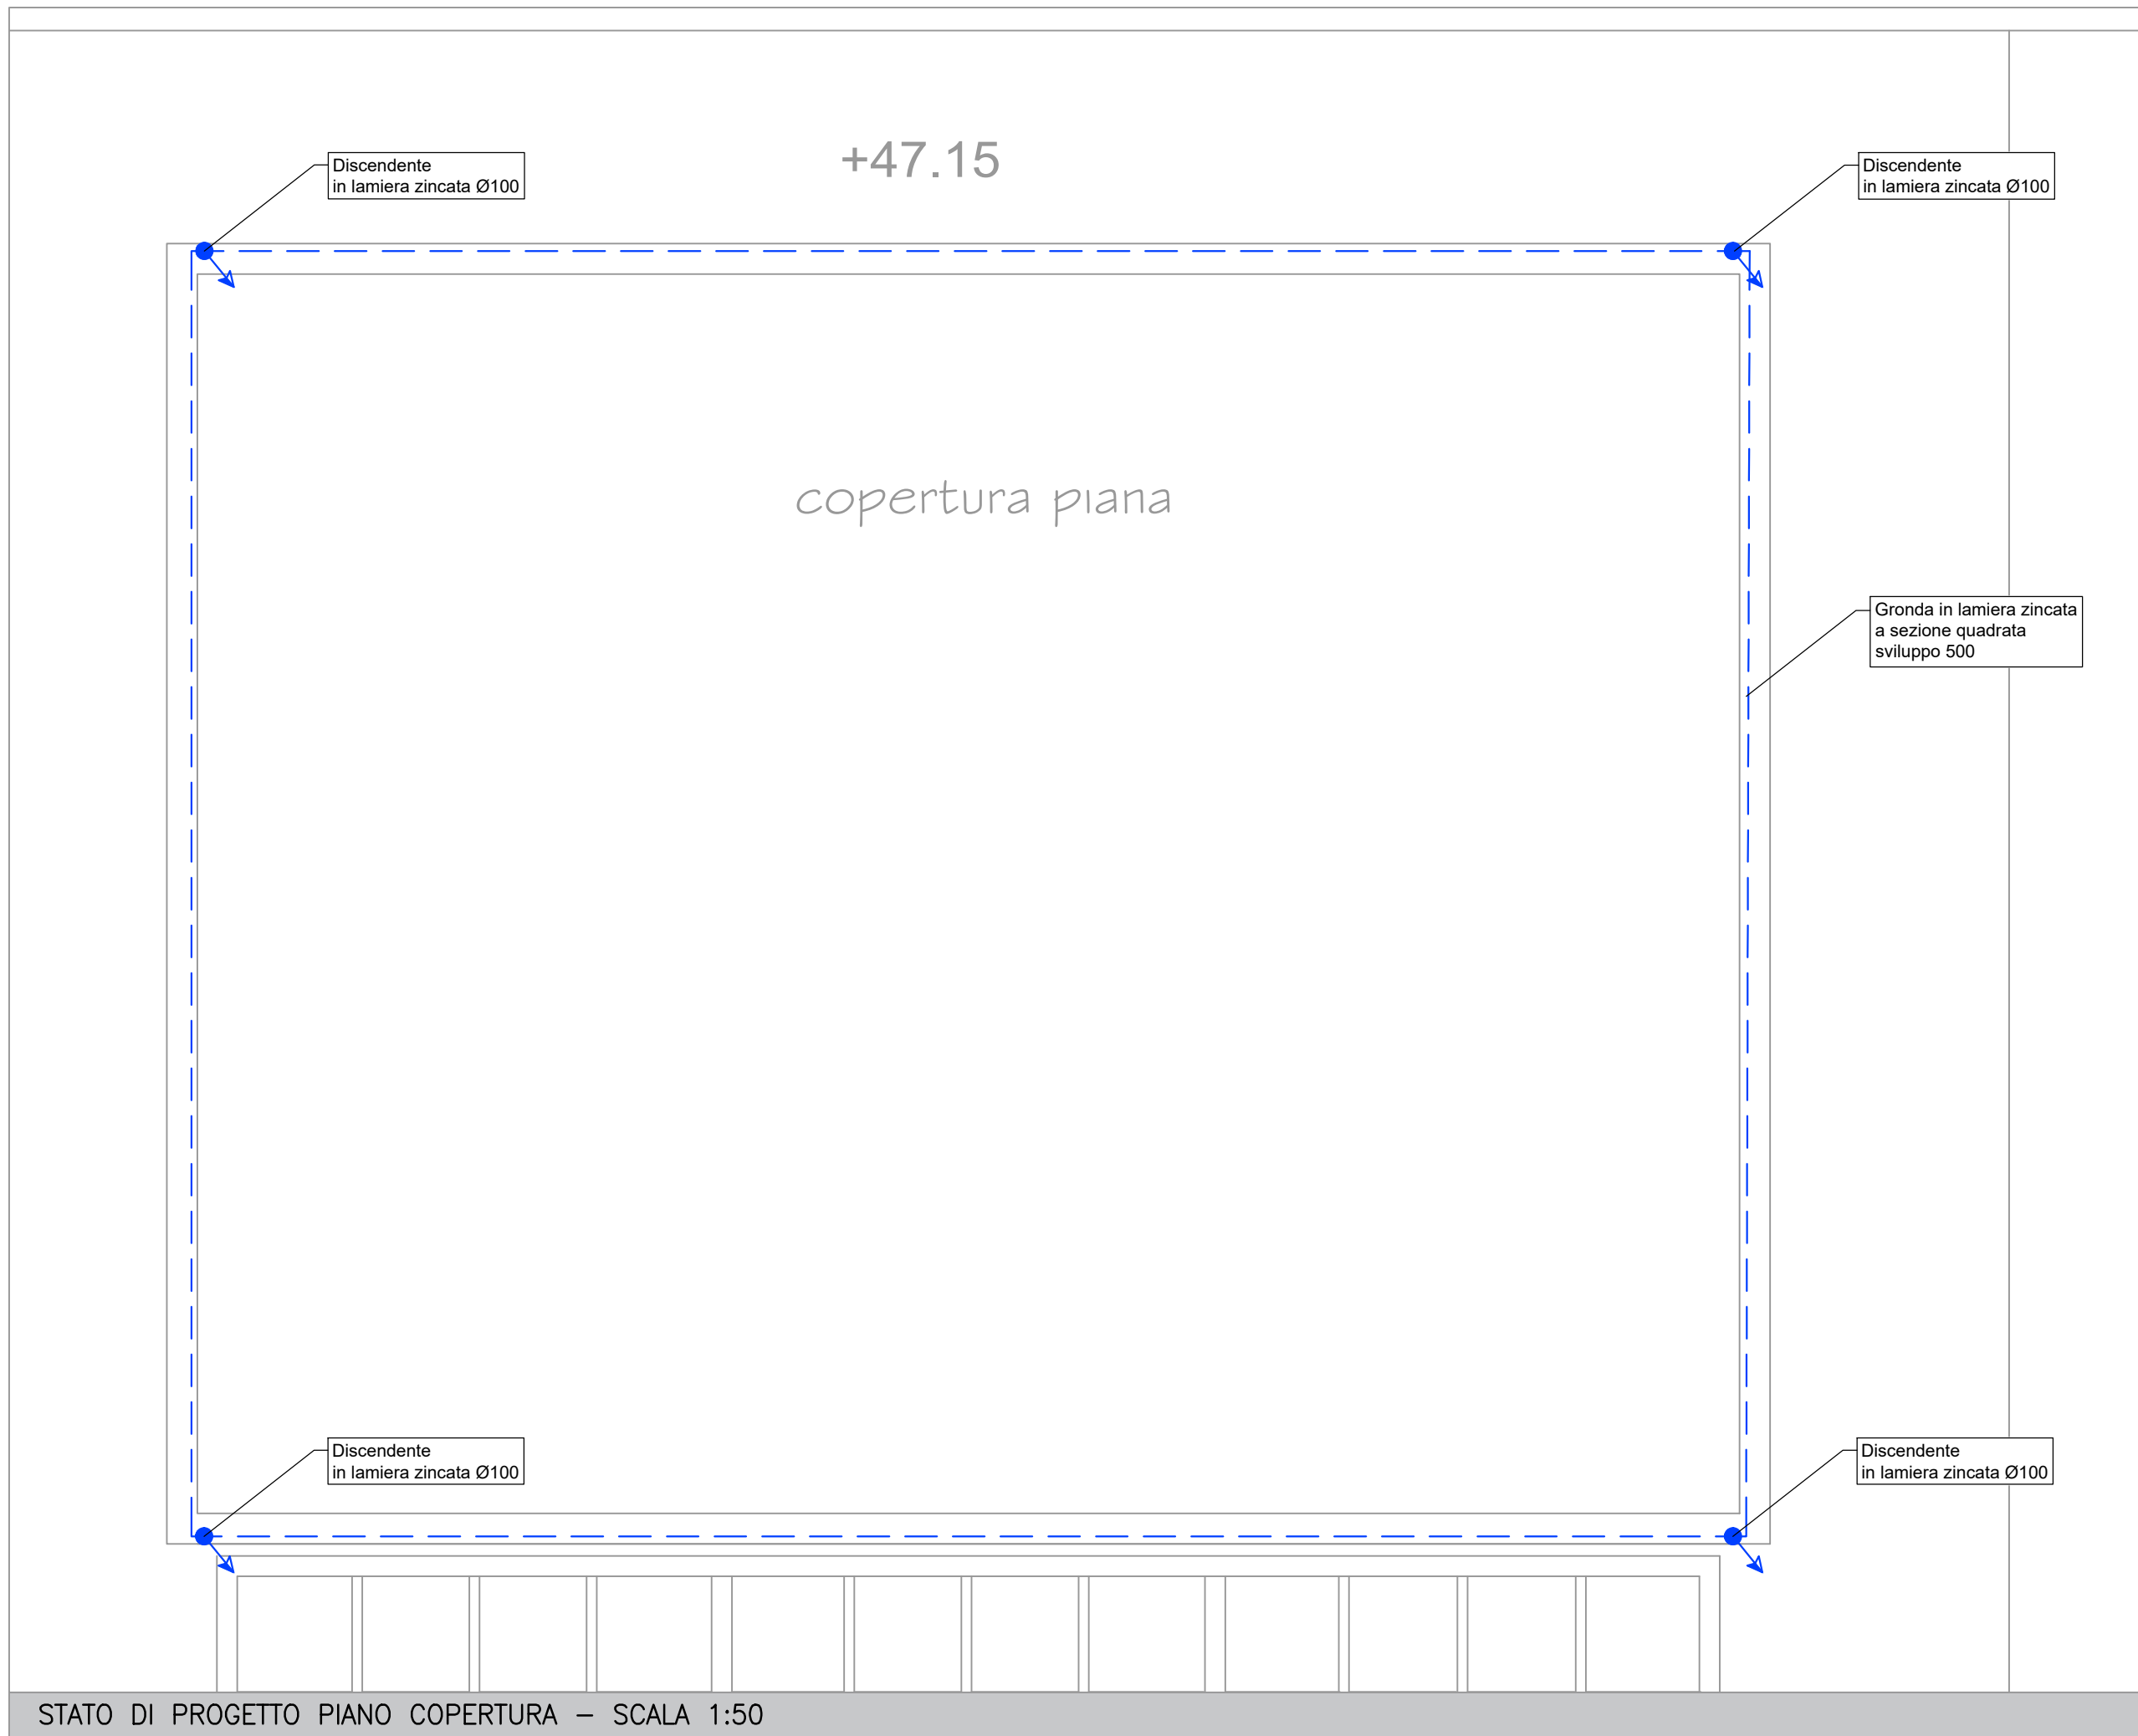 +47.15
Discendente
in lamiera zincata Ø100
Discendente
in lamiera zincata Ø100
copertura piana
Gronda in lamiera zincata
a sezione quadrata
sviluppo 500
Discendente
in lamiera zincata Ø100
Discendente
in lamiera zincata Ø100
STATO DI PROGETTO PIANO COPERTURA – SCALA 1:50